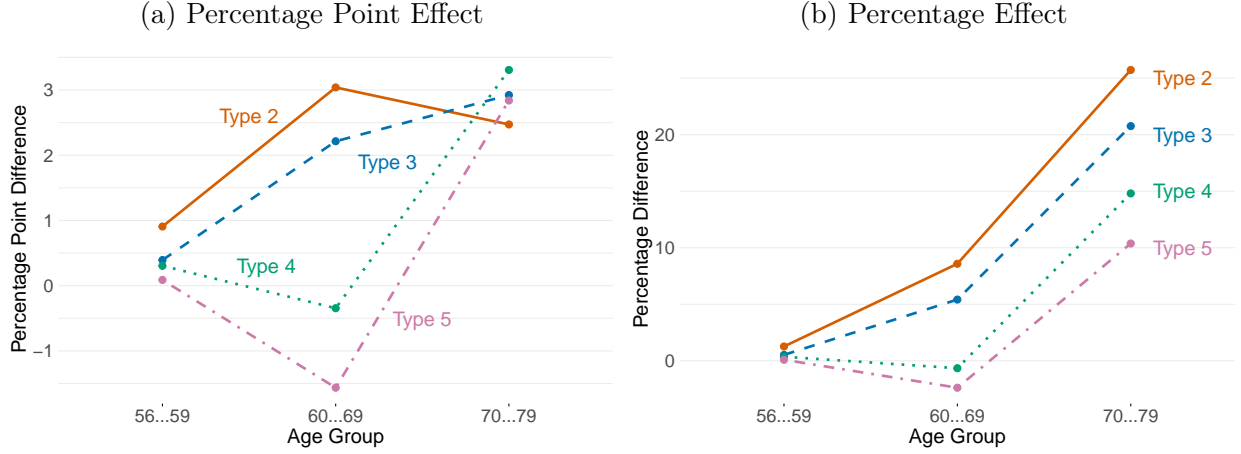 (a) Percentage Point Effect
Percentage Point Difference
3
2
1
0
−1
Type 2
Type 3
Type 4
Type 5
56...59
60...69
70...79
Age Group
(b) Percentage Effect
Percentage Difference
20
10
0
Type 2
Type 3
Type 4
Type 5
56...59
60...69
70...79
Age Group